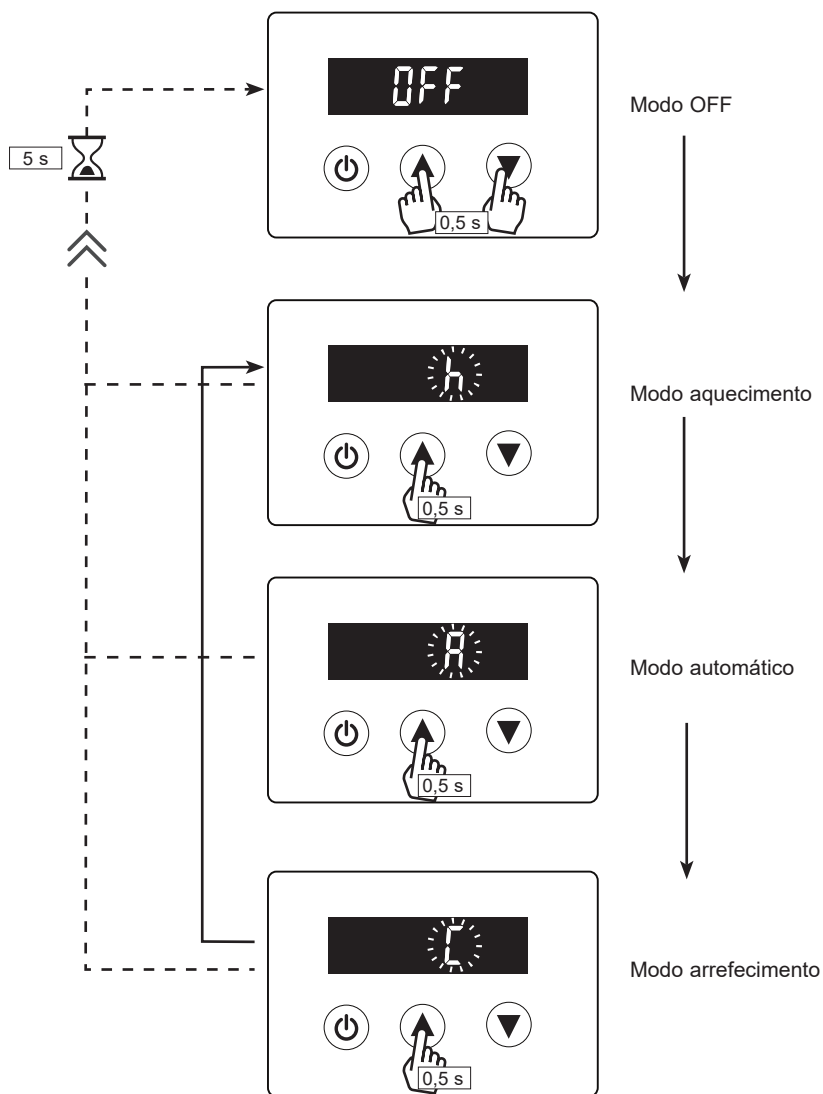 OFF
Modo OFF
5 s
0,5 s
h
Modo aquecimento
0,5 s
A
Modo automático
0,5 s
C
Modo arrefecimento
0,5 s